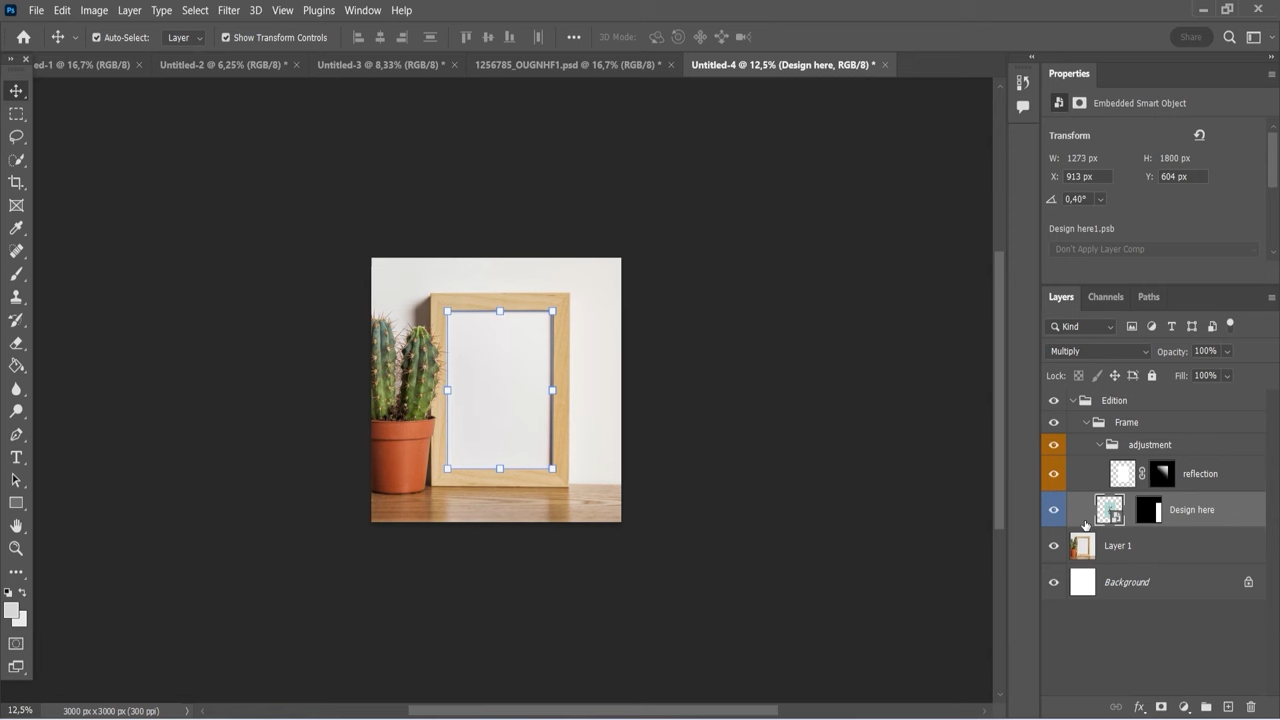 Ps File Edit Image Layer Type Select Filter 3D View Plugins Window Help
Auto-Select: Layer Show Transform Controls 3D Mode: Share
ed-1 @ 16,7% (RGB/8) Untitled-2 @ 6,25% (RGB/8) * Untitled-3 @ 8,33% (RGB/8) * 1256785_OUGNHF1.psd @ 16,7% (RGB/8) * Untitled-4 @ 12,5% (Design here, RGB/8) *
Properties
Embedded Smart Object
Transform
W: 1273 px H: 1800 px
X: 913 px Y: 604 px
0,40°
Design here1.psb
Don't Apply Layer Comp
Layers Channels Paths
Kind
Multiply Opacity: 100%
Lock: Fill: 100%
Edition
Frame
adjustment
reflection
Design here
Layer 1
Background
12,5% 3000 px x 3000 px (300 ppi)